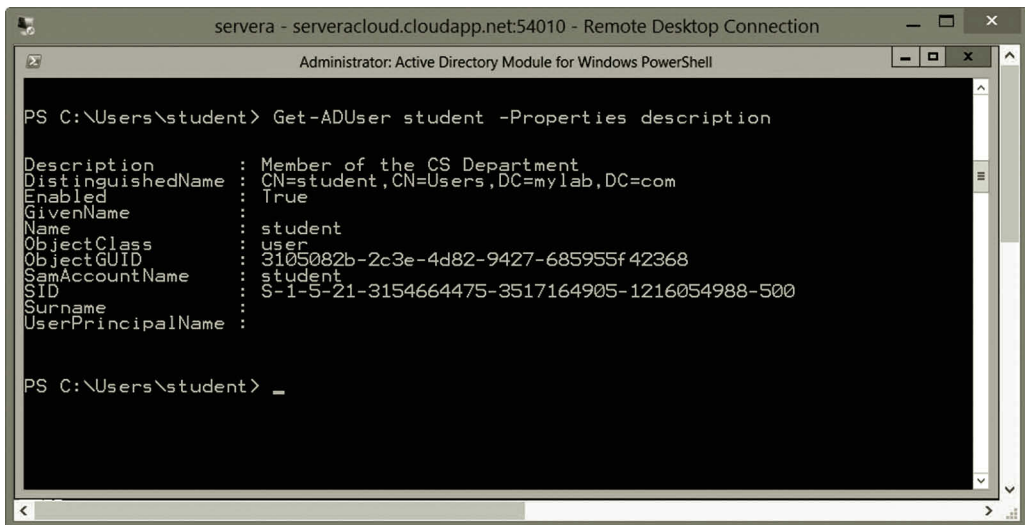 servera - serveracloud.cloudapp.net:54010 - Remote Desktop Connection
Administrator: Active Directory Module for Windows PowerShell
PS C:\Users\student> Get-ADUser student -Properties description
Description : Member of the CS Department
DistinguishedName : CN=student,CN=Users,DC=mylab,DC=com
Enabled : True
GivenName :
Name : student
ObjectClass : user
ObjectGUID : 3105082b-2c3e-4d82-9427-685955f42368
SamAccountName : student
SID : S-1-5-21-3154664475-3517164905-1216054988-500
Surname :
UserPrincipalName :
PS C:\Users\student> _